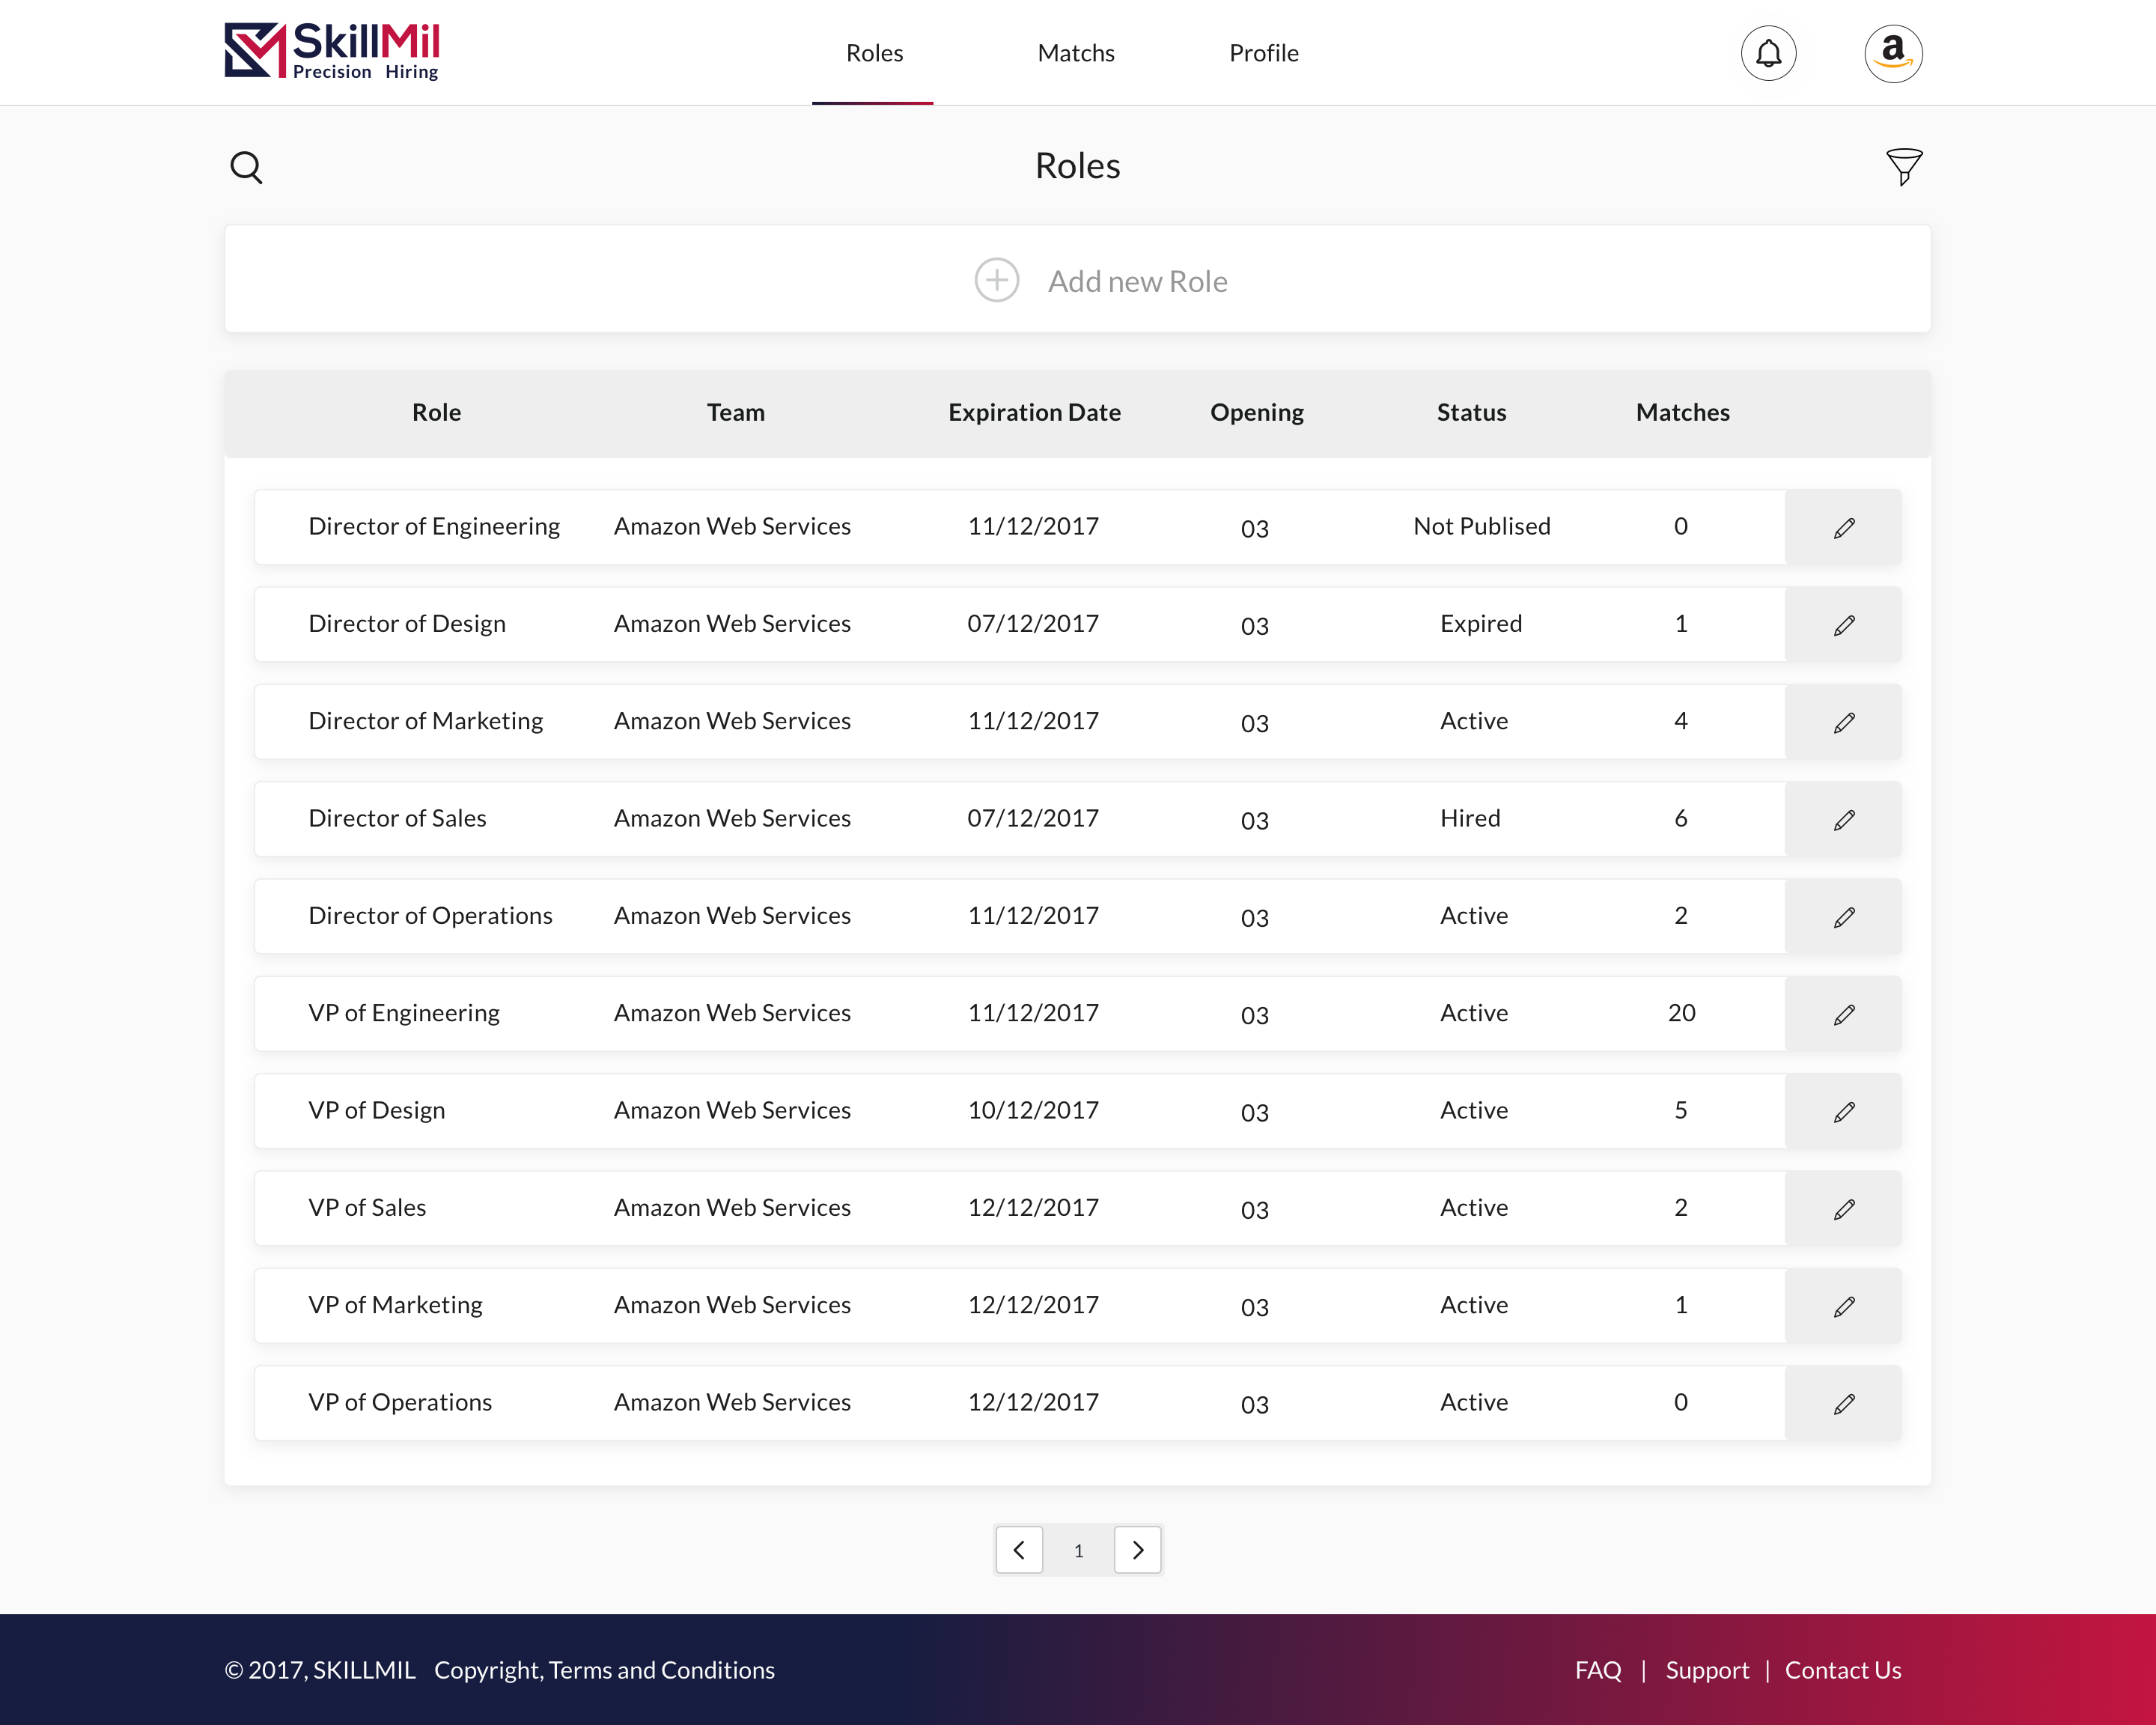 SkillMil
Precision Hiring
Roles Matchs Profile
a
Roles
Add new Role
Role Team Expiration Date Opening Status Matches
Director of Engineering Amazon Web Services 11/12/2017 03 Not Publised 0
Director of Design Amazon Web Services 07/12/2017 03 Expired 1
Director of Marketing Amazon Web Services 11/12/2017 03 Active 4
Director of Sales Amazon Web Services 07/12/2017 03 Hired 6
Director of Operations Amazon Web Services 11/12/2017 03 Active 2
VP of Engineering Amazon Web Services 11/12/2017 03 Active 20
VP of Design Amazon Web Services 10/12/2017 03 Active 5
VP of Sales Amazon Web Services 12/12/2017 03 Active 2
VP of Marketing Amazon Web Services 12/12/2017 03 Active 1
VP of Operations Amazon Web Services 12/12/2017 03 Active 0
1
© 2017, SKILLMIL Copyright, Terms and Conditions FAQ | Support | Contact Us